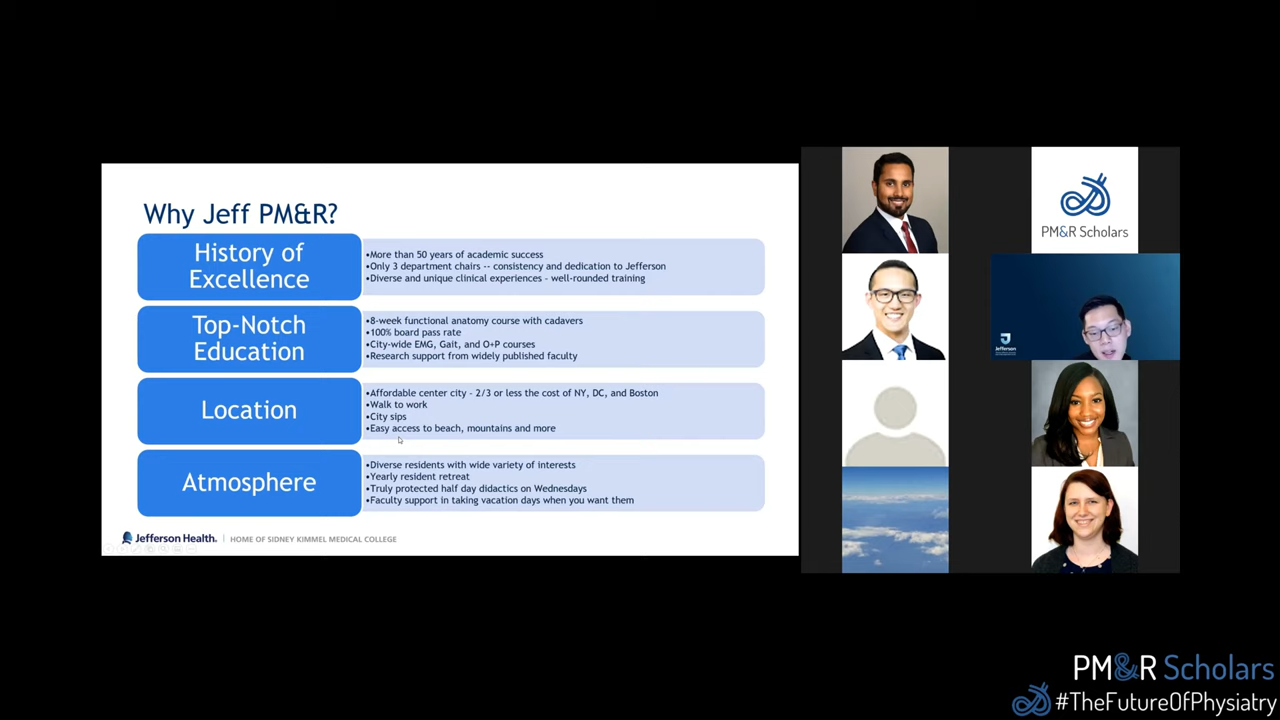 Why Jeff PM&R?
History of
Excellence
•More than 50 years of academic success
•Only 3 department chairs -- consistency and dedication to Jefferson
•Diverse and unique clinical experiences - well-rounded training
Top-Notch
Education
•8-week functional anatomy course with cadavers
•100% board pass rate
•City-wide EMG, Gait, and O+P courses
•Research support from widely published faculty
Location
•Affordable center city - 2/3 or less the cost of NY, DC, and Boston
•Walk to work
•City sips
•Easy access to beach, mountains and more
Atmosphere
•Diverse residents with wide variety of interests
•Yearly resident retreat
•Truly protected half day didactics on Wednesdays
•Faculty support in taking vacation days when you want them
Jefferson Health. | HOME OF SIDNEY KIMMEL MEDICAL COLLEGE
PM&R Scholars
Jefferson
PM&R Scholars
#TheFutureOfPhysiatry